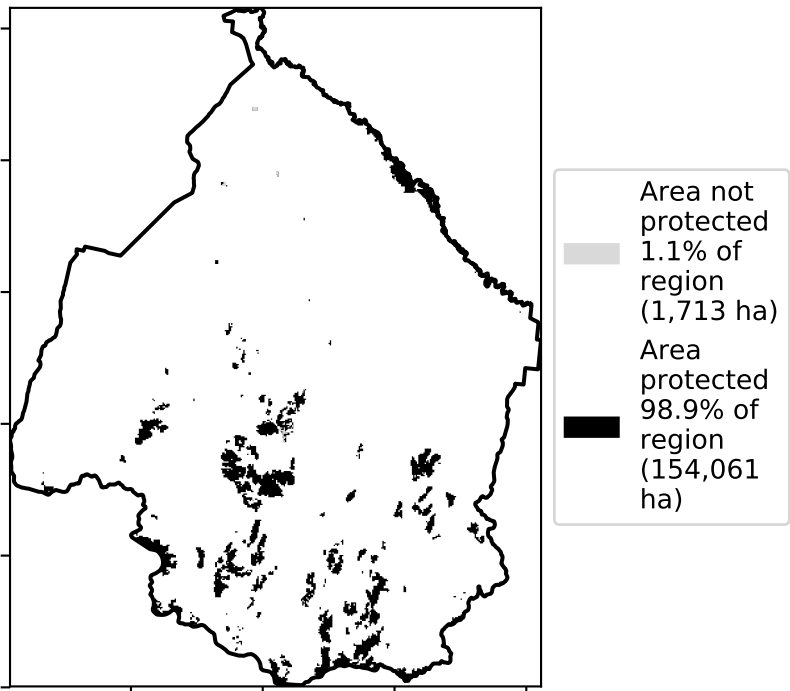 Area not
protected
1.1% of
region
(1,713 ha)
Area
protected
98.9% of
region
(154,061
ha)